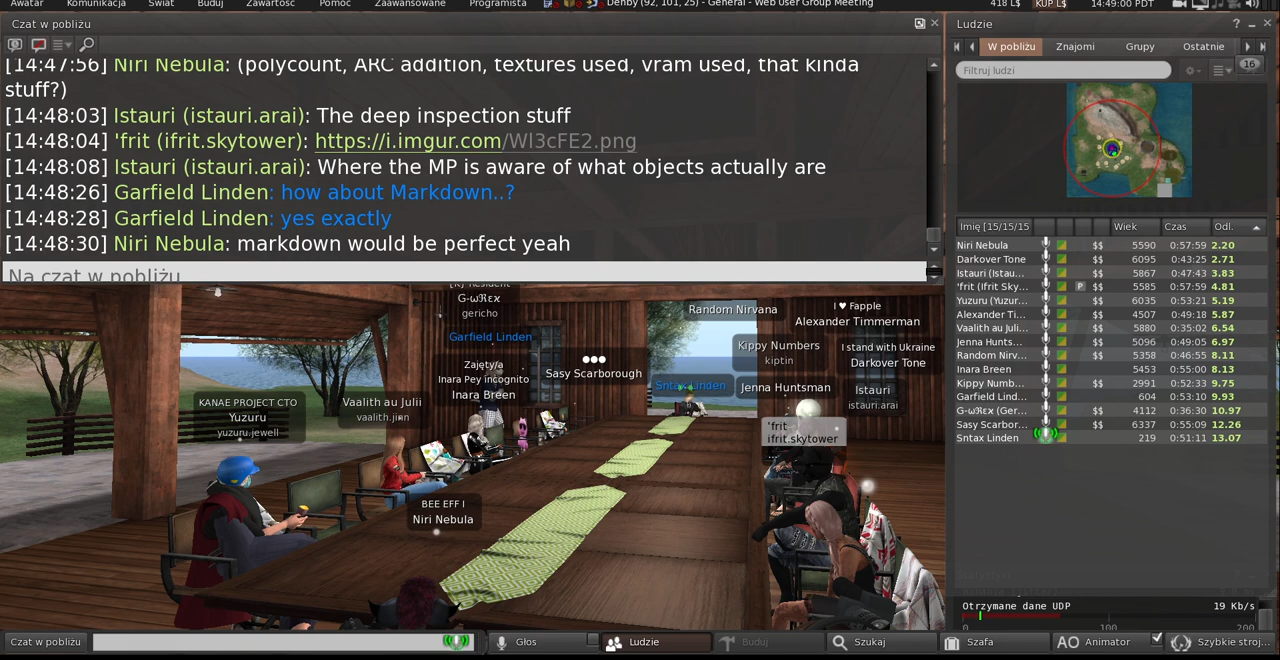 Awatar Komunikacja Świat Buduj Zawartość Pomoc Zaawansowane Programista
Denby (92, 101, 25) - General - Web User Group Meeting
418 L$ KUP L$ 14:49:00 PDT
Czat w pobliżu
[14:47:56] Niri Nebula: (polycount, ARC addition, textures used, vram used, that kinda
stuff?)
[14:48:03] Istauri (istauri.arai): The deep inspection stuff
[14:48:04] 'frit (ifrit.skytower): https://i.imgur.com/Wl3cFE2.png
[14:48:08] Istauri (istauri.arai): Where the MP is aware of what objects actually are
[14:48:26] Garfield Linden: how about Markdown..?
[14:48:28] Garfield Linden: yes exactly
[14:48:30] Niri Nebula: markdown would be perfect yeah
Na czat w pobliżu
[K] Resident
G-ωЯεϰ
gericho
Garfield Linden
Zajęty/a
Inara Pey incognito
Inara Breen
Sasy Scarborough
Random Nirvana
I ♥ Fapple
Alexander Timmerman
Kippy Numbers
kiptin
I stand with Ukraine
Darkover Tone
Sntax Linden
Jenna Huntsman
Istauri
istauri.arai
KANAE PROJECT CTO
Yuzuru
yuzuru.jewell
Vaalith au Julii
vaalith.jinn
'frit
ifrit.skytower
BEE EFF I
Niri Nebula
Ludzie
? _ ×
W pobliżu Znajomi Grupy Ostatnie
Filtruj ludzi
16
Imię [15/15/15 Wiek Czas Odl.
Niri Nebula $$ 5590 0:57:59 2.20
Darkover Tone $$ 6095 0:43:25 2.71
Istauri (Istau... $$ 5867 0:47:43 3.83
'frit (Ifrit Sky... P $$ 5585 0:57:59 4.81
Yuzuru (Yuzur... $$ 6035 0:53:21 5.19
Alexander Ti... $$ 4507 0:49:18 5.87
Vaalith au Juli... $$ 5880 0:35:02 6.54
Jenna Hunts... $$ 5096 0:49:05 6.97
Random Nirv... $$ 5358 0:46:55 8.11
Inara Breen 5453 0:55:00 8.13
Kippy Numb... $$ 2991 0:52:33 9.75
Garfield Lind... 604 0:53:10 9.93
G-ωЯεϰ (Ger... $$ 4112 0:36:30 10.97
Sasy Scarbor... $$ 6337 0:55:09 12.26
Sntax Linden 219 0:51:11 13.07
Otrzymane dane UDP 19 Kb/s
0 100 200
Czat w pobliżu Głos Ludzie Buduj Szukaj Szafa AO Animator Szybkie stroj...